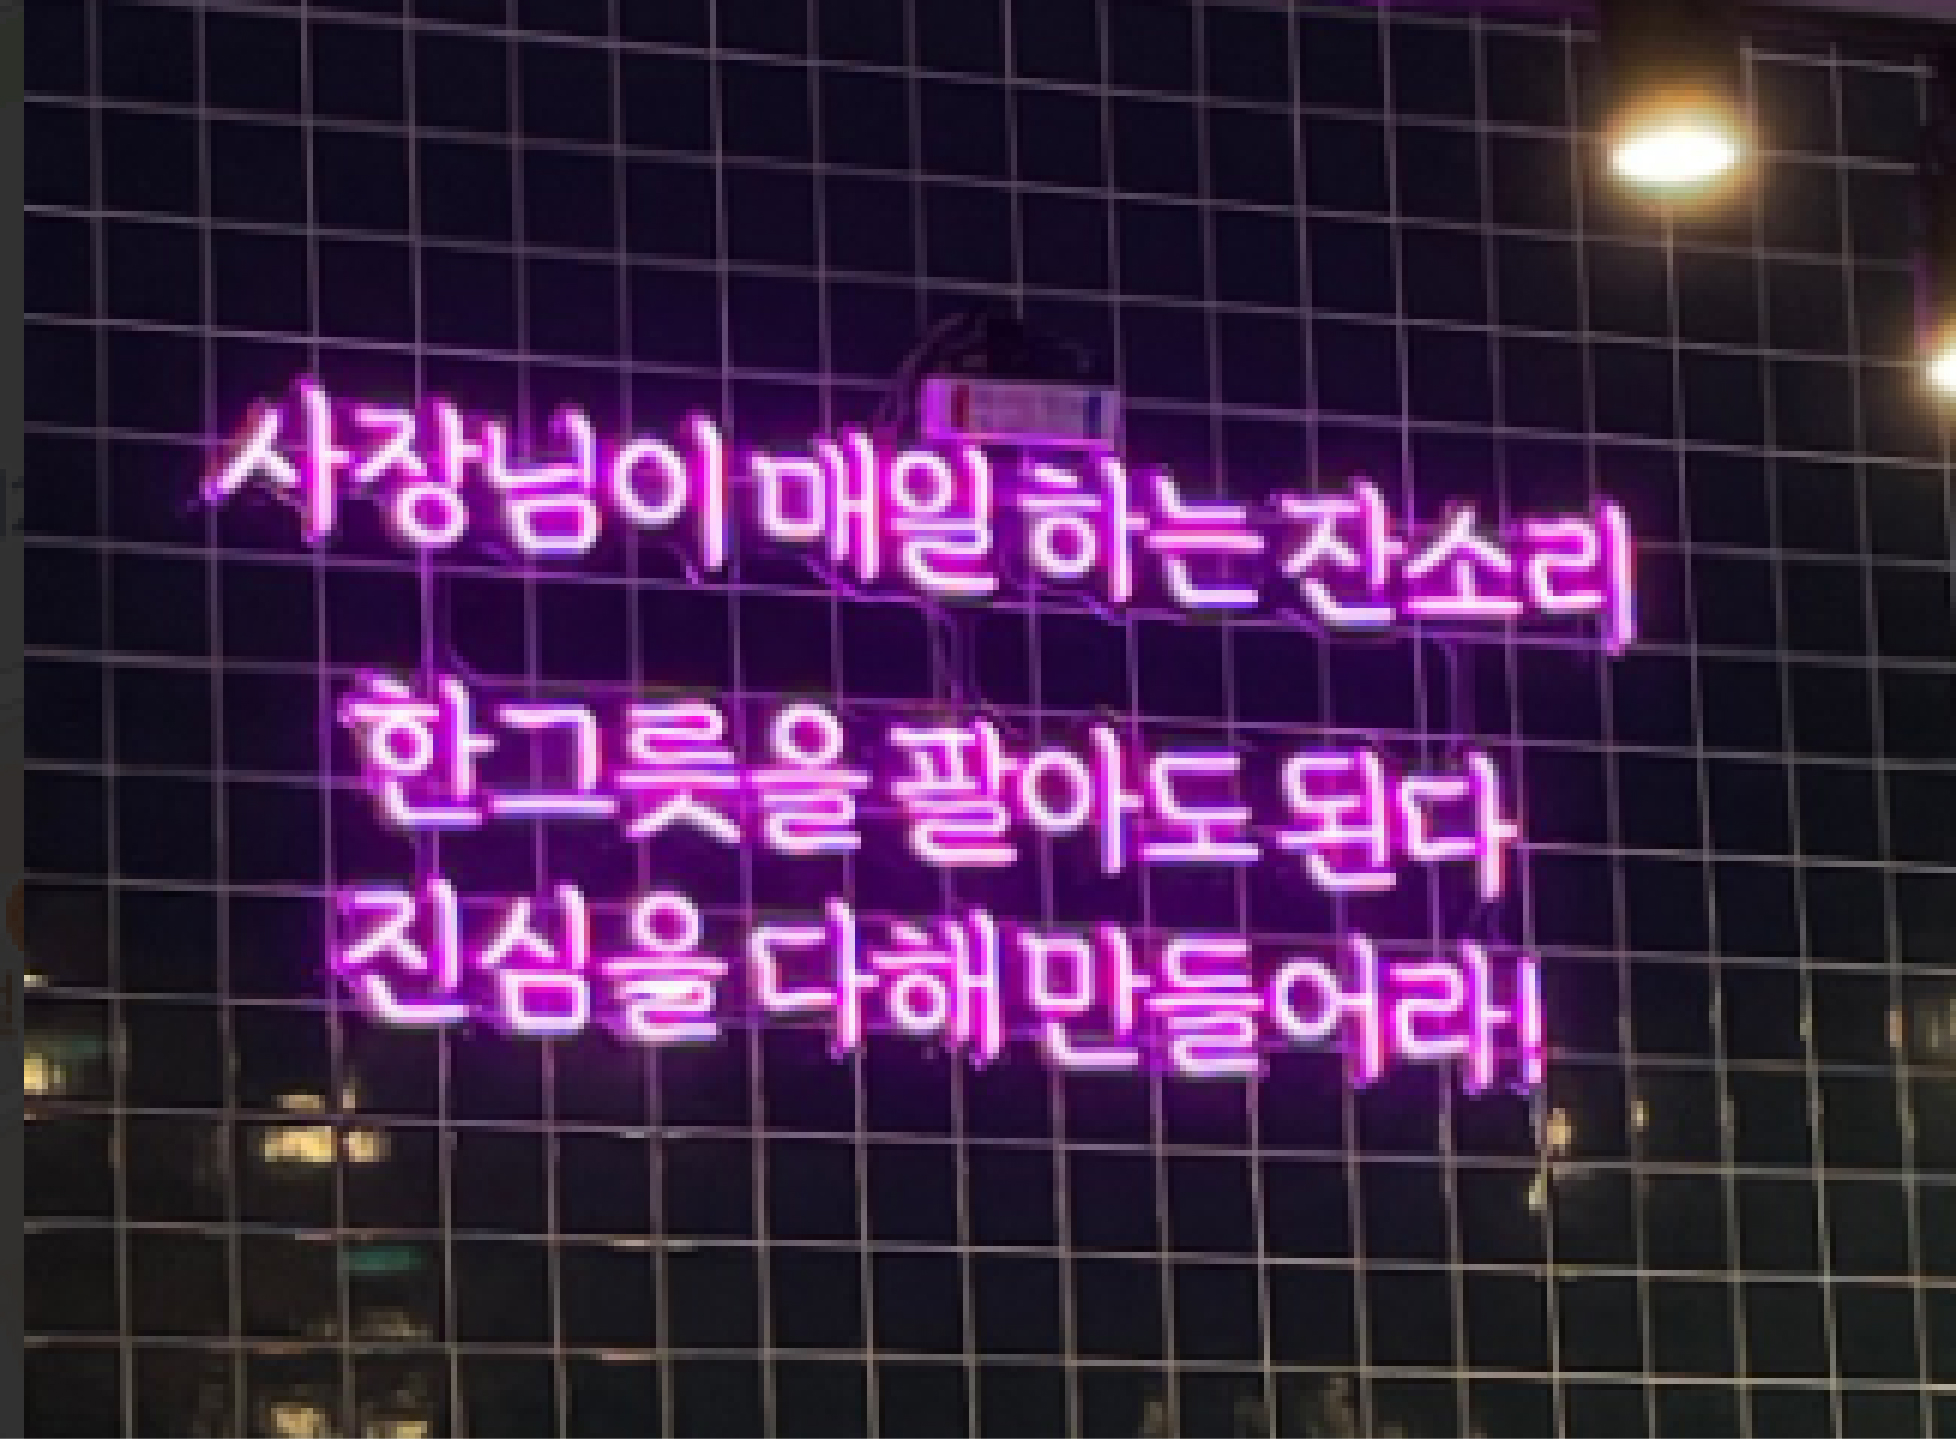 사장님이 매일 하는 잔소리
한그릇을 팔아도 된다
진심을 다해 만들어라!